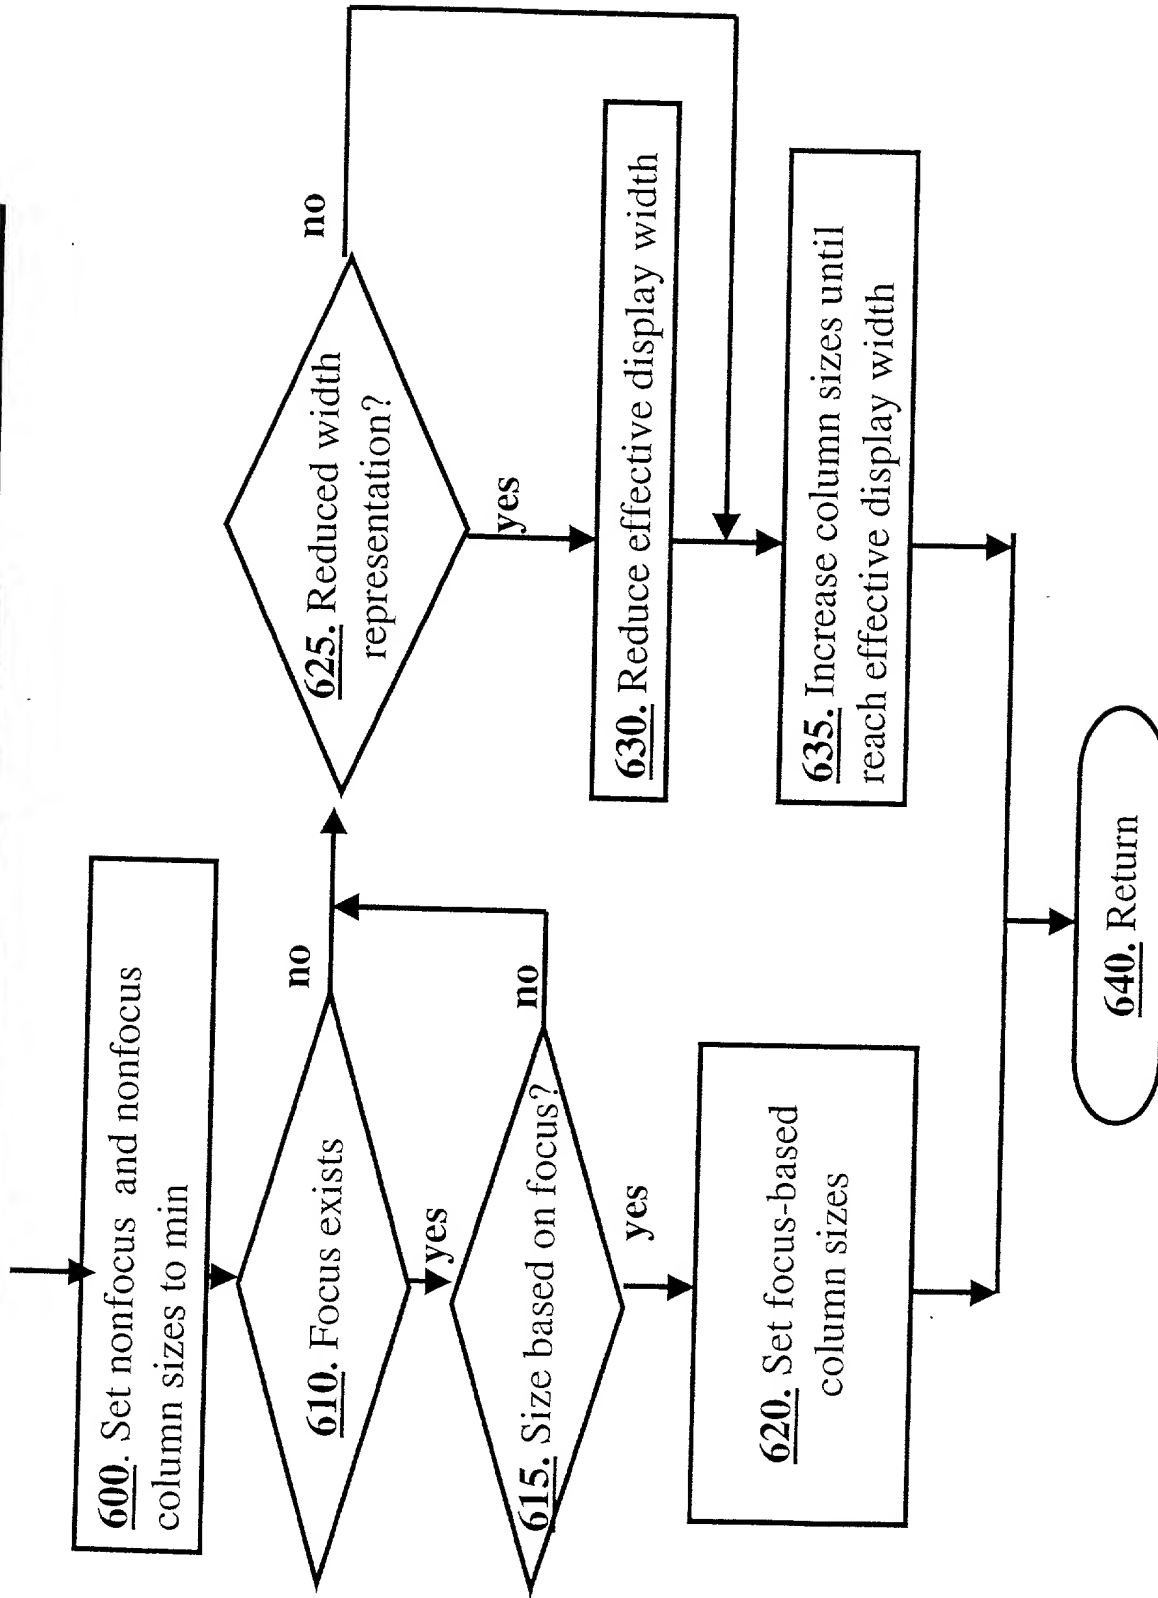 600. Set nonfocus and nonfocus
column sizes to min
610. Focus exists
no
yes
615. Size based on focus?
no
yes
620. Set focus-based
column sizes
625. Reduced width
representation?
no
yes
630. Reduce effective display width
635. Increase column sizes until
reach effective display width
640. Return